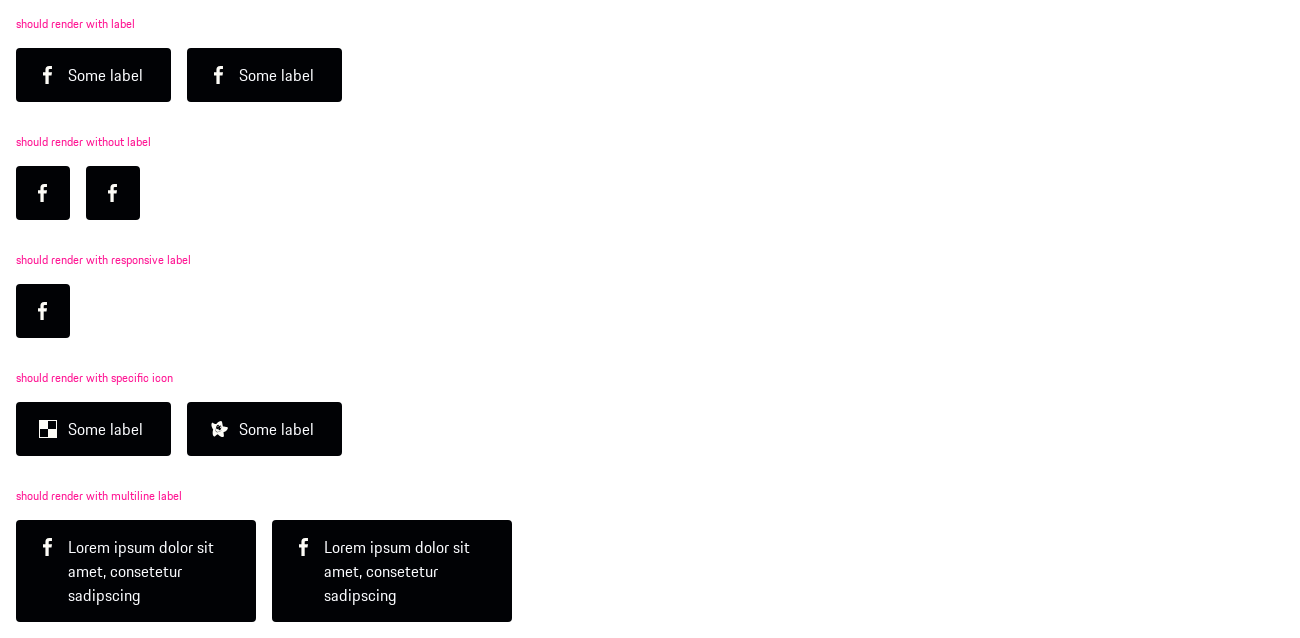 should render with label
Some label Some label
should render without label
should render with responsive label
should render with specific icon
Some label Some label
should render with multiline label
Lorem ipsum dolor sit
amet, consetetur
sadipscing
Lorem ipsum dolor sit
amet, consetetur
sadipscing